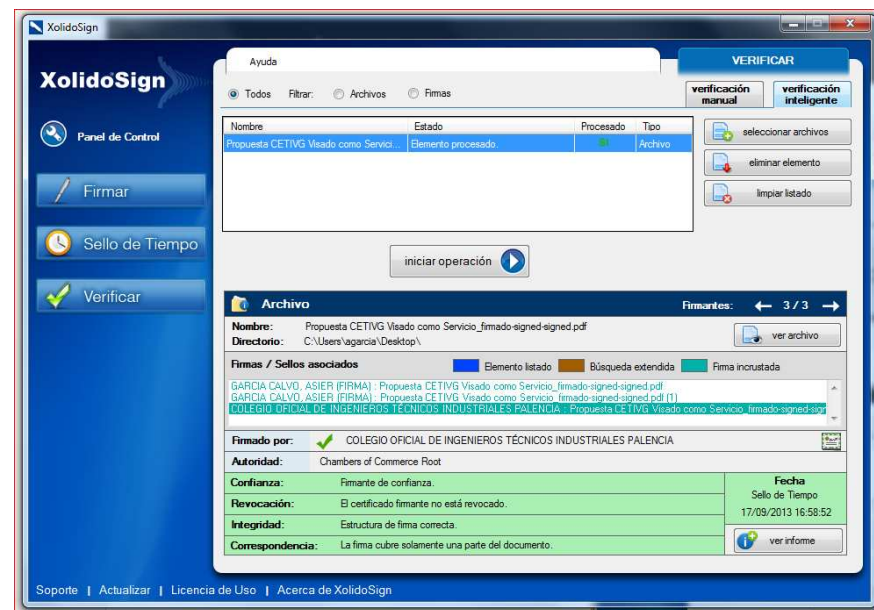 XolidoSign
XolidoSign
Panel de Control
Firmar
Sello de Tiempo
Verificar
Ayuda
VERIFICAR
Todos Filtrar: Archivos Firmas
verificación manual
verificación inteligente
Nombre Estado Procesado Tipo
Propuesta CETIVG Visado como Servici... Elemento procesado. SI Archivo
seleccionar archivos
eliminar elemento
limpiar listado
iniciar operación
Archivo Firmantes: 3 / 3
Nombre: Propuesta CETIVG Visado como Servicio_firmado-signed-signed.pdf
Directorio: C:\Users\agarcia\Desktop\
ver archivo
Firmas / Sellos asociados Elemento listado Búsqueda extendida Firma incrustada
GARCIA CALVO, ASIER (FIRMA) : Propuesta CETIVG Visado como Servicio_firmado-signed-signed.pdf
GARCIA CALVO, ASIER (FIRMA) : Propuesta CETIVG Visado como Servicio_firmado-signed-signed.pdf (1)
COLEGIO OFICIAL DE INGENIEROS TÉCNICOS INDUSTRIALES PALENCIA : Propuesta CETIVG Visado como Servicio_firmado-signed-sigr
Firmado por: COLEGIO OFICIAL DE INGENIEROS TÉCNICOS INDUSTRIALES PALENCIA
Autoridad: Chambers of Commerce Root
Confianza: Firmante de confianza.
Revocación: El certificado firmante no está revocado.
Integridad: Estructura de firma correcta.
Correspondencia: La firma cubre solamente una parte del documento.
Fecha
Sello de Tiempo
17/09/2013 16:58:52
ver informe
Soporte | Actualizar | Licencia de Uso | Acerca de XolidoSign